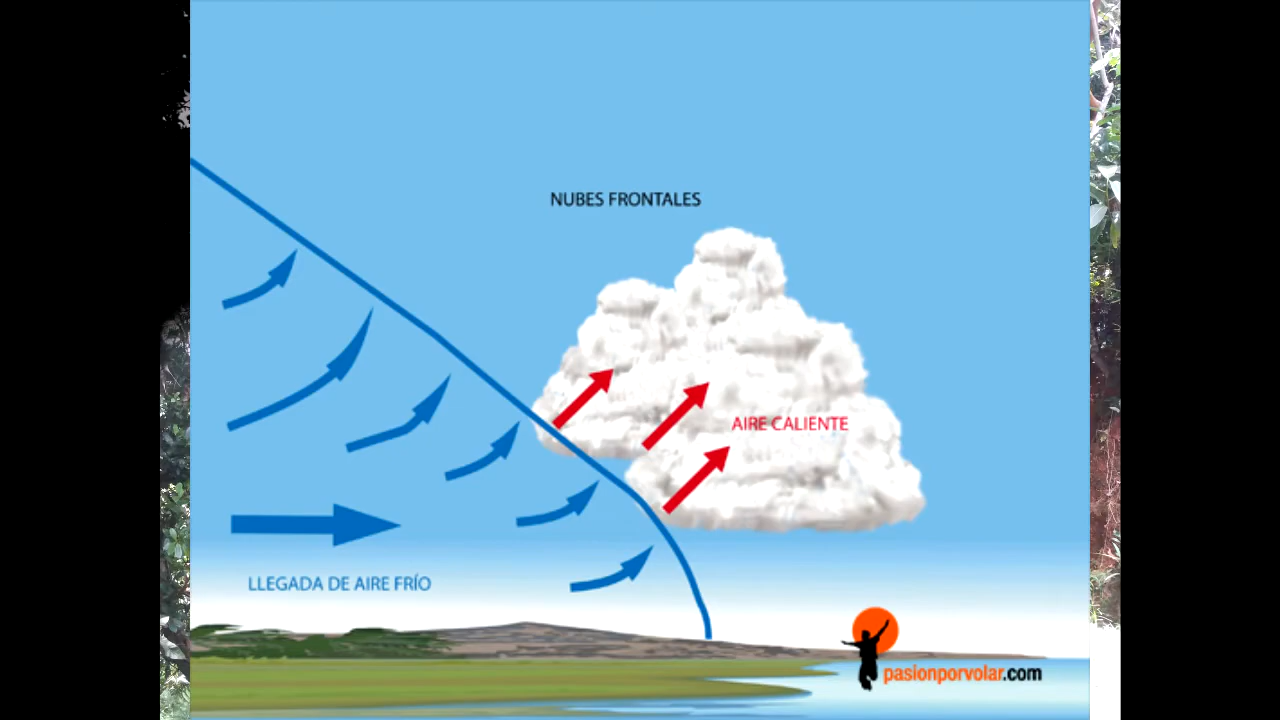 NUBES FRONTALES
AIRE CALIENTE
LLEGADA DE AIRE FRÍO
pasionporvolar.com